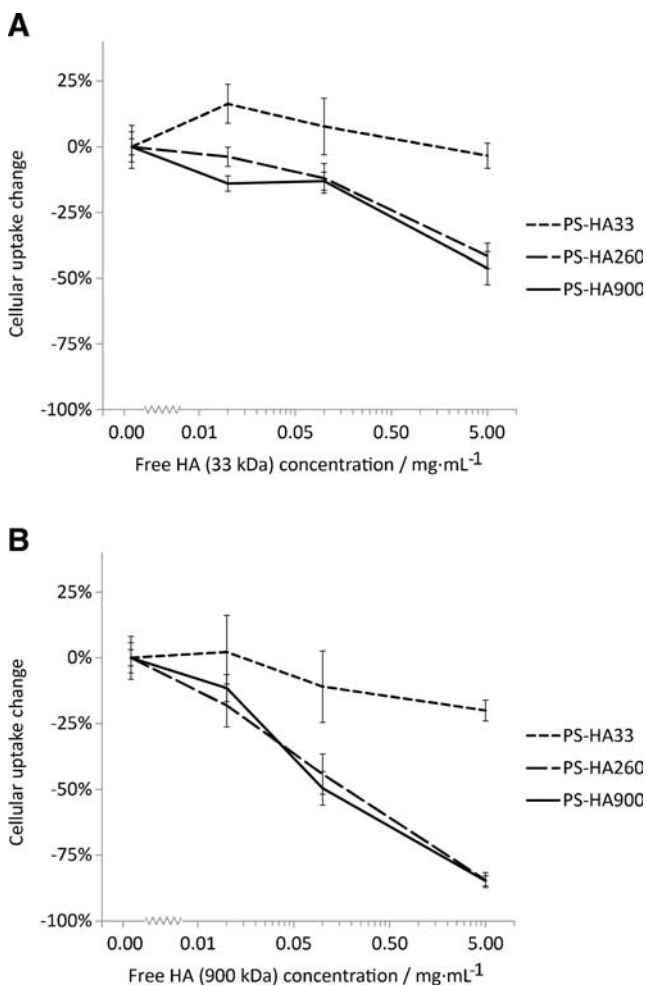 A
25%
0%
-25%
-50%
-75%
-100%
Cellular uptake change
PS-HA33
PS-HA260
PS-HA900
0.00 0.01 0.05 0.50 5.00
Free HA (33 kDa) concentration / mg·mL⁻¹
B
25%
0%
-25%
-50%
-75%
-100%
Cellular uptake change
PS-HA33
PS-HA260
PS-HA900
0.00 0.01 0.05 0.50 5.00
Free HA (900 kDa) concentration / mg·mL⁻¹